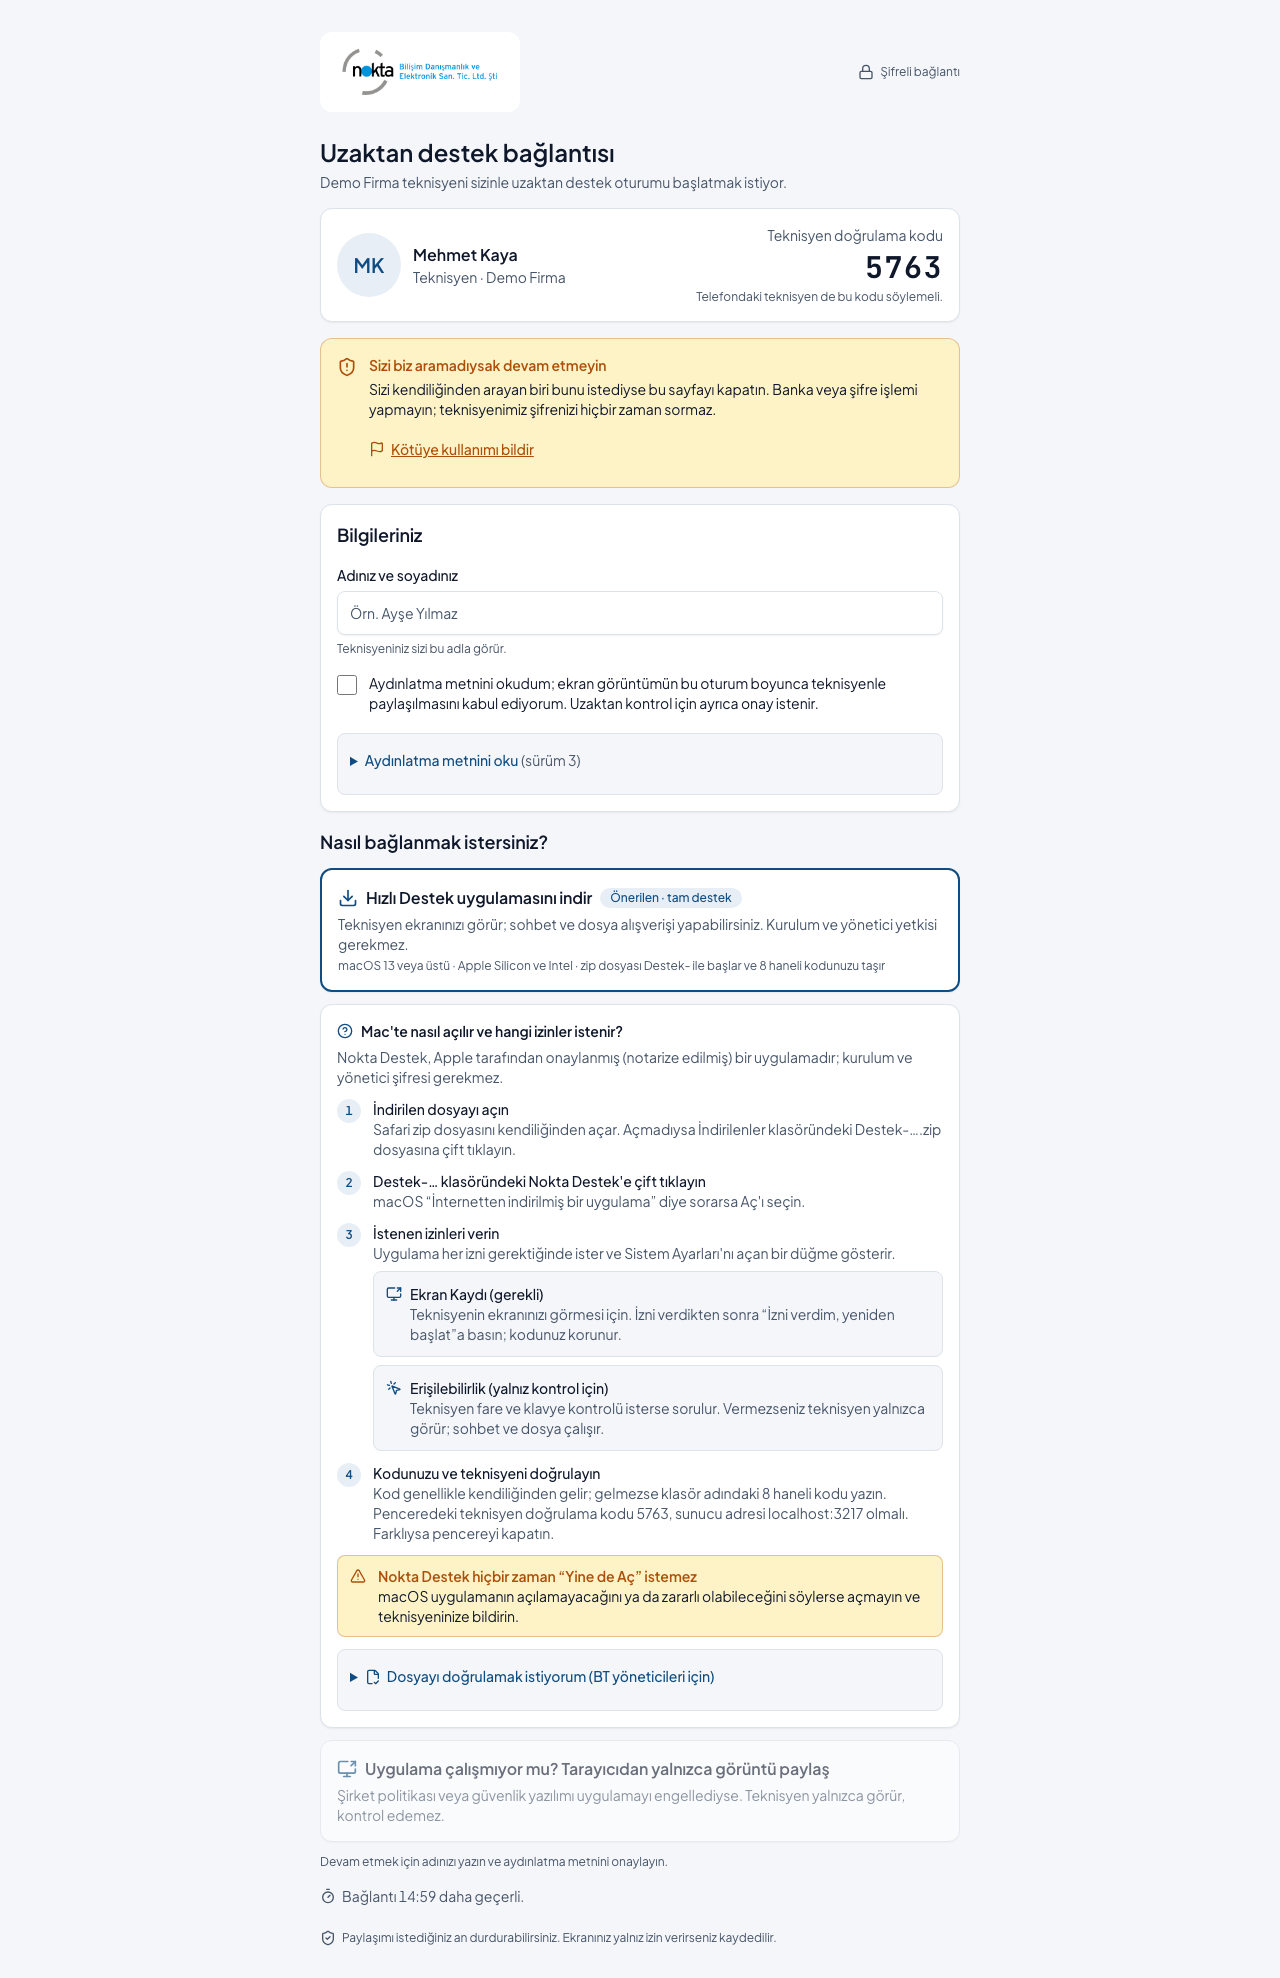 nokta Bilişim Danışmanlık ve
Elektronik San. Tic. Ltd. Şti
Şifreli bağlantı
Uzaktan destek bağlantısı
Demo Firma teknisyeni sizinle uzaktan destek oturumu başlatmak istiyor.
MK
Mehmet Kaya
Teknisyen · Demo Firma
Teknisyen doğrulama kodu
5763
Telefondaki teknisyen de bu kodu söylemeli.
Sizi biz aramadıysak devam etmeyin
Sizi kendiliğinden arayan biri bunu istediyse bu sayfayı kapatın. Banka veya şifre işlemi
yapmayın; teknisyenimiz şifrenizi hiçbir zaman sormaz.
Kötüye kullanımı bildir
Bilgileriniz
Adınız ve soyadınız
Örn. Ayşe Yılmaz
Teknisyeniniz sizi bu adla görür.
Aydınlatma metnini okudum; ekran görüntümün bu oturum boyunca teknisyenle
paylaşılmasını kabul ediyorum. Uzaktan kontrol için ayrıca onay istenir.
Aydınlatma metnini oku (sürüm 3)
Nasıl bağlanmak istersiniz?
Hızlı Destek uygulamasını indir
Önerilen · tam destek
Teknisyen ekranınızı görür; sohbet ve dosya alışverişi yapabilirsiniz. Kurulum ve yönetici yetkisi
gerekmez.
macOS 13 veya üstü · Apple Silicon ve Intel · zip dosyası Destek- ile başlar ve 8 haneli kodunuzu taşır
Mac'te nasıl açılır ve hangi izinler istenir?
Nokta Destek, Apple tarafından onaylanmış (notarize edilmiş) bir uygulamadır; kurulum ve
yönetici şifresi gerekmez.
1
İndirilen dosyayı açın
Safari zip dosyasını kendiliğinden açar. Açmadıysa İndirilenler klasöründeki Destek-….zip
dosyasına çift tıklayın.
2
Destek-… klasöründeki Nokta Destek'e çift tıklayın
macOS “İnternetten indirilmiş bir uygulama” diye sorarsa Aç'ı seçin.
3
İstenen izinleri verin
Uygulama her izni gerektiğinde ister ve Sistem Ayarları'nı açan bir düğme gösterir.
Ekran Kaydı (gerekli)
Teknisyenin ekranınızı görmesi için. İzni verdikten sonra “İzni verdim, yeniden
başlat”a basın; kodunuz korunur.
Erişilebilirlik (yalnız kontrol için)
Teknisyen fare ve klavye kontrolü isterse sorulur. Vermezseniz teknisyen yalnızca
görür; sohbet ve dosya çalışır.
4
Kodunuzu ve teknisyeni doğrulayın
Kod genellikle kendiliğinden gelir; gelmezse klasör adındaki 8 haneli kodu yazın.
Penceredeki teknisyen doğrulama kodu 5763, sunucu adresi localhost:3217 olmalı.
Farklıysa pencereyi kapatın.
Nokta Destek hiçbir zaman “Yine de Aç” istemez
macOS uygulamanın açılamayacağını ya da zararlı olabileceğini söylerse açmayın ve
teknisyeninize bildirin.
Dosyayı doğrulamak istiyorum (BT yöneticileri için)
Uygulama çalışmıyor mu? Tarayıcıdan yalnızca görüntü paylaş
Şirket politikası veya güvenlik yazılımı uygulamayı engellediyse. Teknisyen yalnızca görür,
kontrol edemez.
Devam etmek için adınızı yazın ve aydınlatma metnini onaylayın.
Bağlantı 14:59 daha geçerli.
Paylaşımı istediğiniz an durdurabilirsiniz. Ekranınız yalnız izin verirseniz kaydedilir.